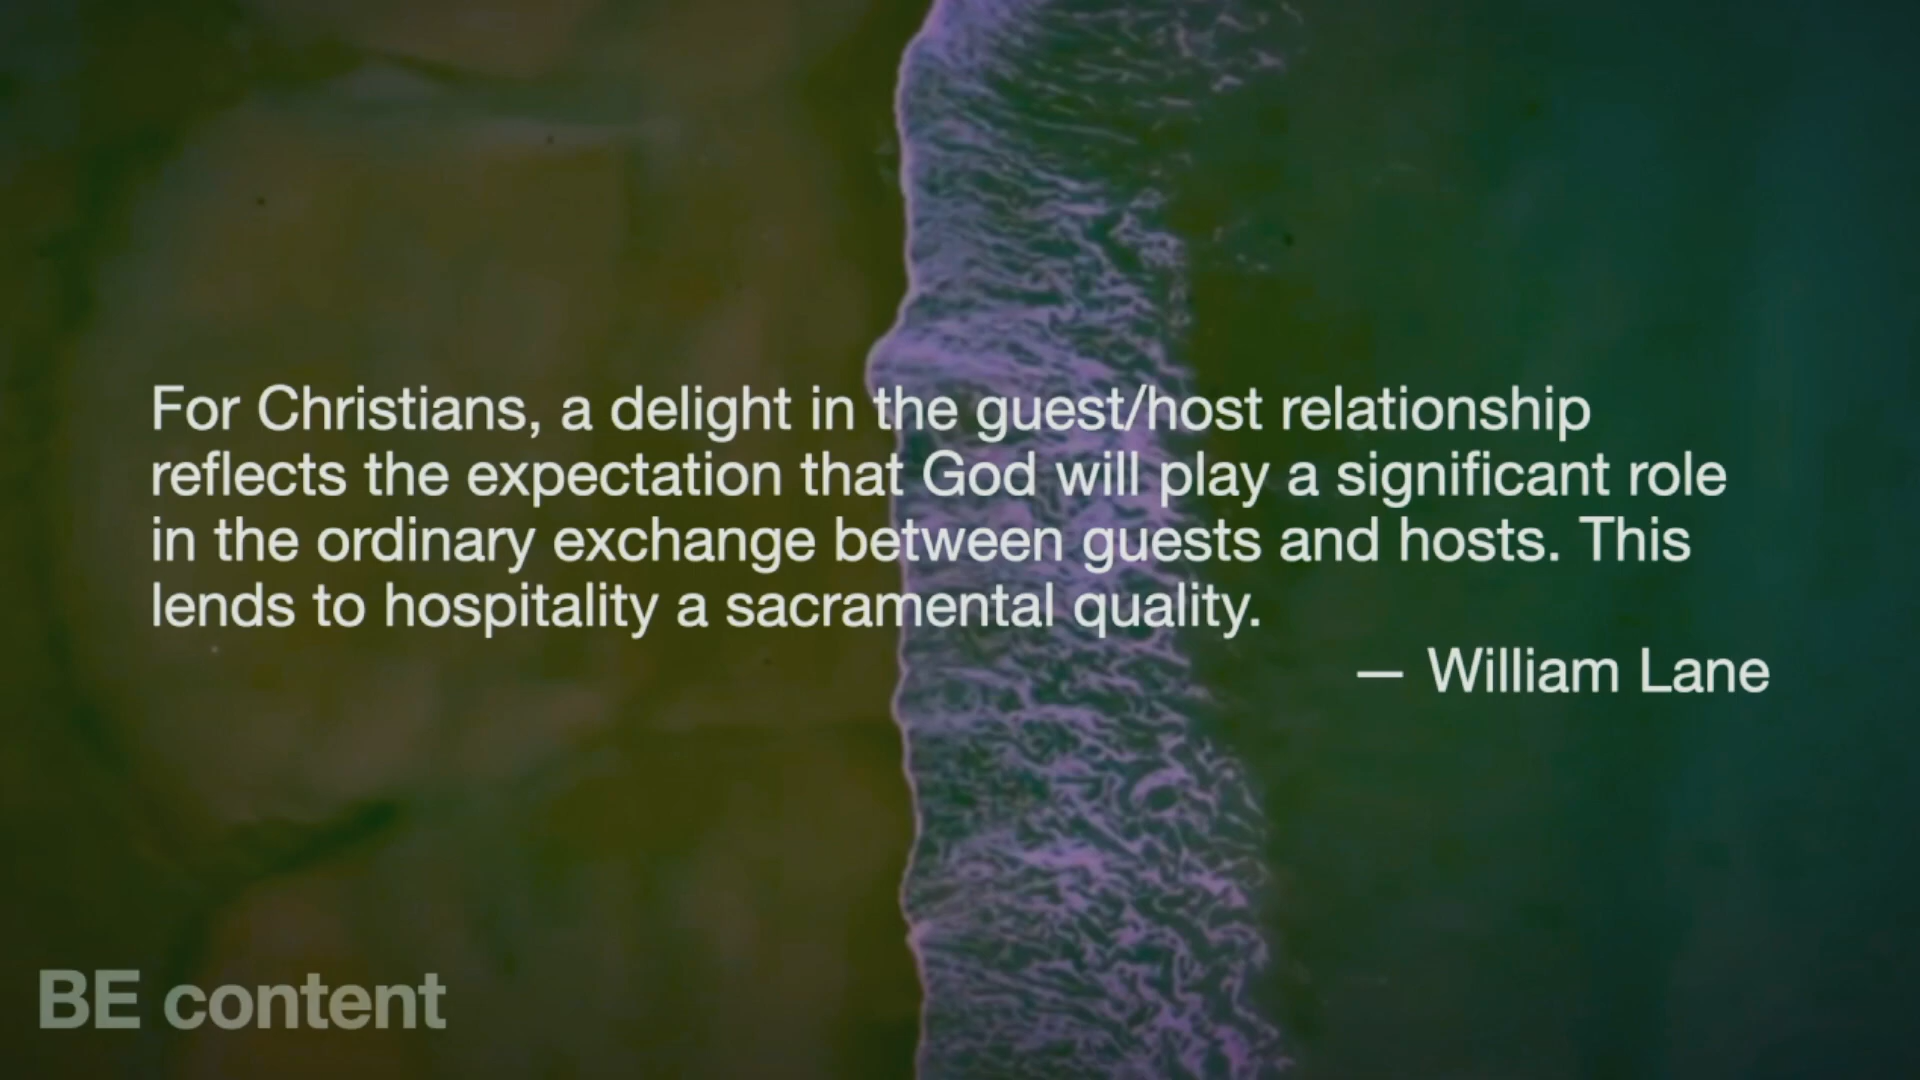 For Christians, a delight in the guest/host relationship
reflects the expectation that God will play a significant role
in the ordinary exchange between guests and hosts. This
lends to hospitality a sacramental quality.
— William Lane
BE content